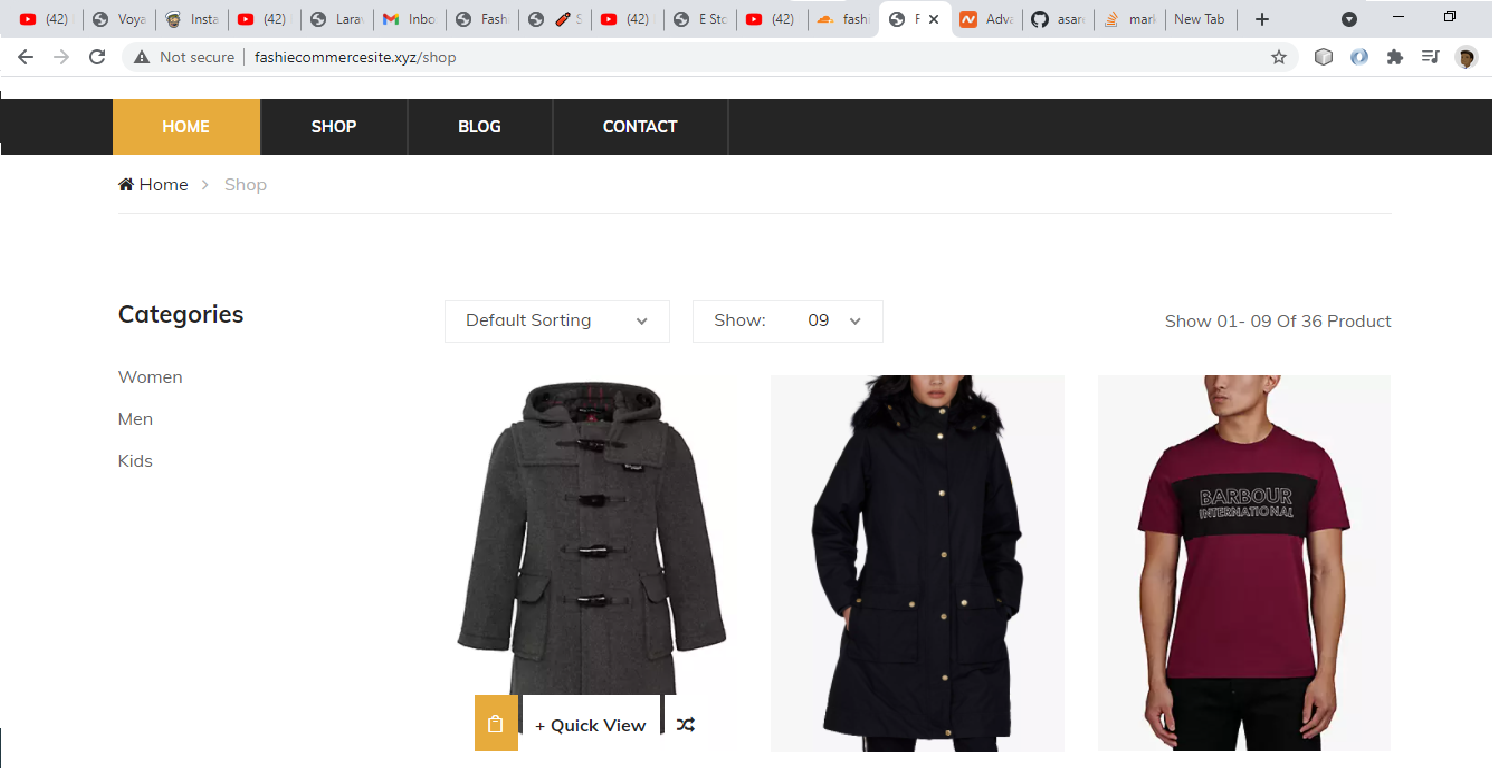 (42) Voya Insta (42) Larav Inbo Fash S (42) E Sto (42) fashi F Adva asare mark New Tab
Not secure fashiecommercesite.xyz/shop
HOME SHOP BLOG CONTACT
Home > Shop
Categories
Default Sorting Show: 09 Show 01- 09 Of 36 Product
Women
Men
Kids
BARBOUR
INTERNATIONAL
+ Quick View